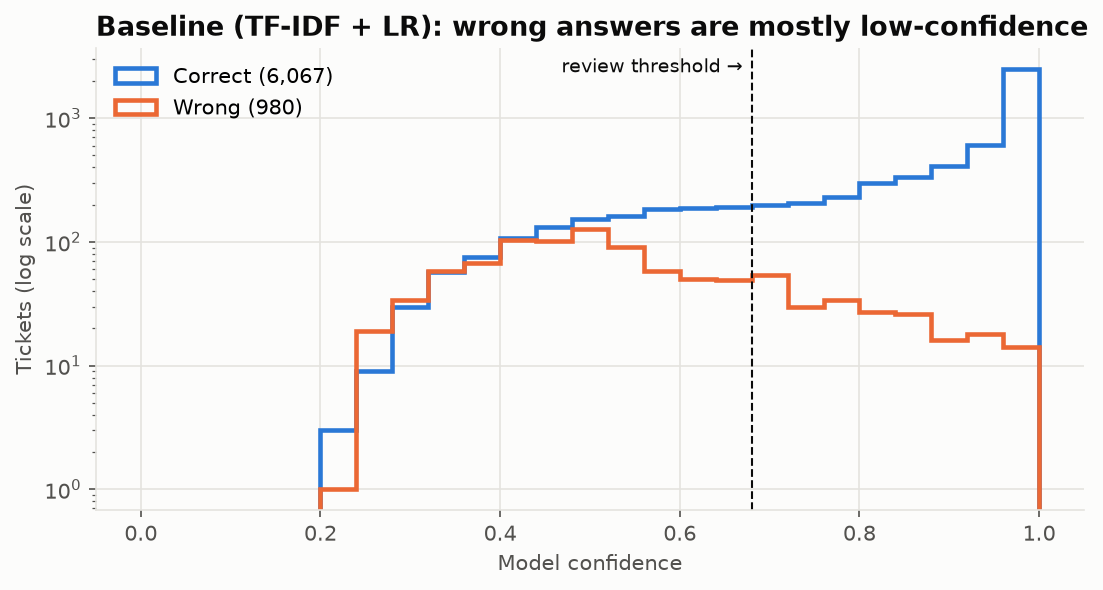 Baseline (TF-IDF + LR): wrong answers are mostly low-confidence
review threshold →
Correct (6,067)
Wrong (980)
Tickets (log scale)
10³
10²
10¹
10⁰
0.0 0.2 0.4 0.6 0.8 1.0
Model confidence